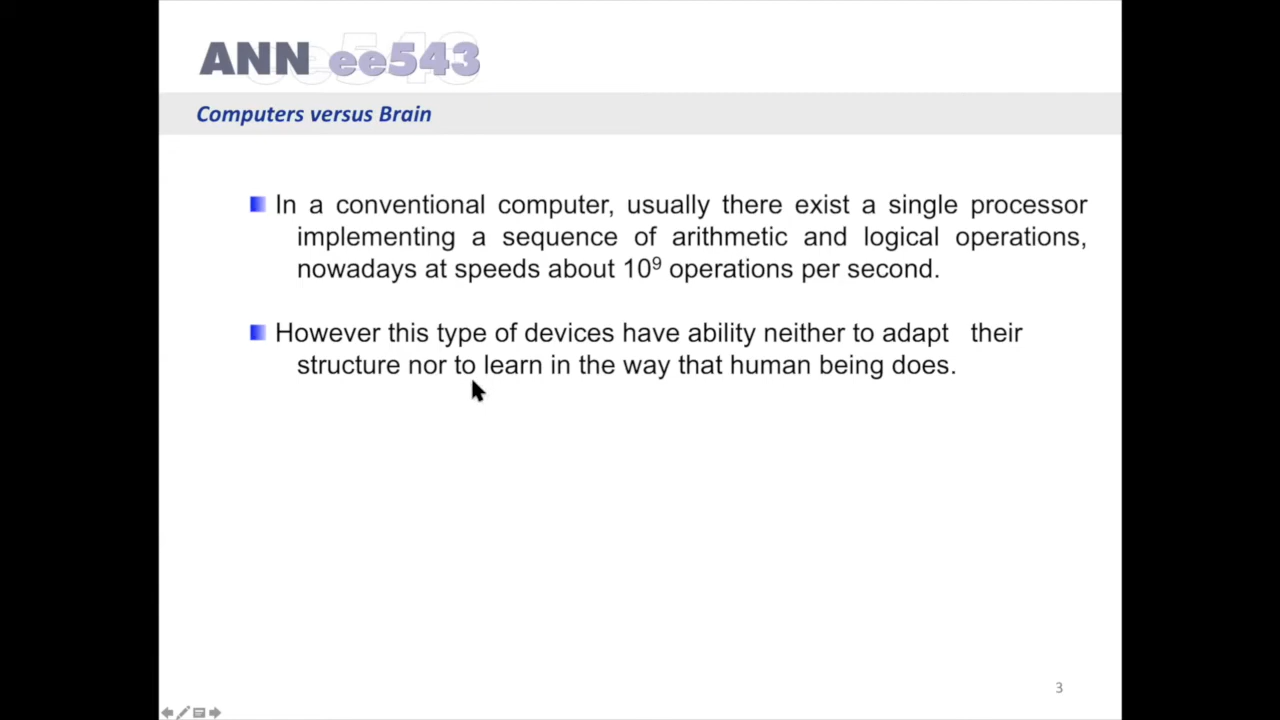 ANN ee543
Computers versus Brain
In a conventional computer, usually there exist a single processor
implementing a sequence of arithmetic and logical operations,
nowadays at speeds about 10⁹ operations per second.
However this type of devices have ability neither to adapt their
structure nor to learn in the way that human being does.
3